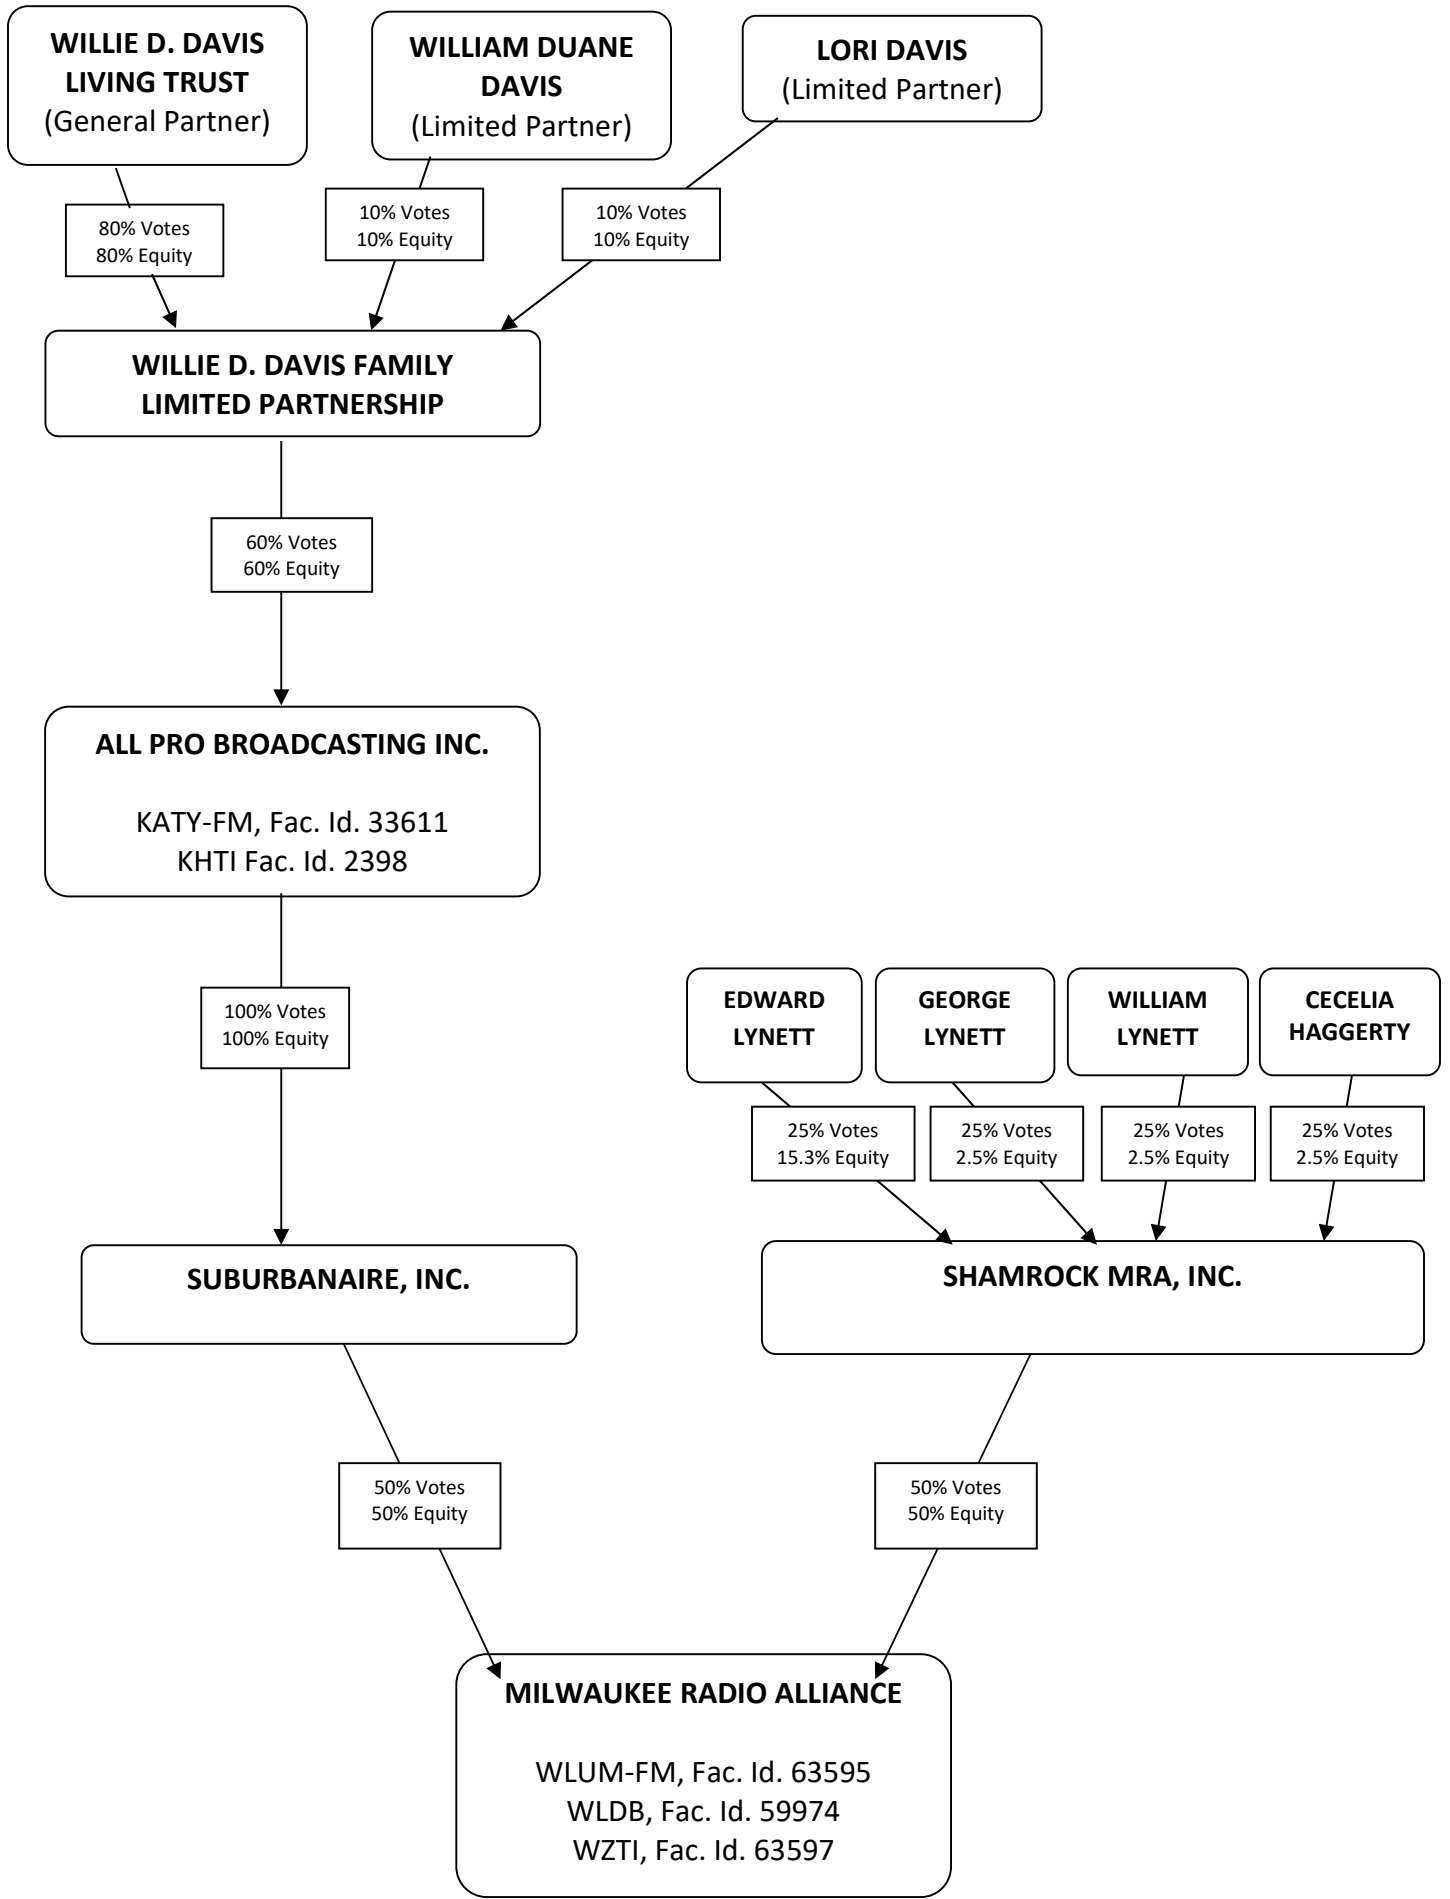 WILLIE D. DAVIS
LIVING TRUST
(General Partner)
WILLIAM DUANE
DAVIS
(Limited Partner)
LORI DAVIS
(Limited Partner)
80% Votes
80% Equity
10% Votes
10% Equity
10% Votes
10% Equity
WILLIE D. DAVIS FAMILY
LIMITED PARTNERSHIP
60% Votes
60% Equity
ALL PRO BROADCASTING INC.
KATY-FM, Fac. Id. 33611
KHTI Fac. Id. 2398
100% Votes
100% Equity
EDWARD
LYNETT
GEORGE
LYNETT
WILLIAM
LYNETT
CECELIA
HAGGERTY
25% Votes
15.3% Equity
25% Votes
2.5% Equity
25% Votes
2.5% Equity
25% Votes
2.5% Equity
SUBURBANAIRE, INC.
SHAMROCK MRA, INC.
50% Votes
50% Equity
50% Votes
50% Equity
MILWAUKEE RADIO ALLIANCE
WLUM-FM, Fac. Id. 63595
WLDB, Fac. Id. 59974
WZTI, Fac. Id. 63597